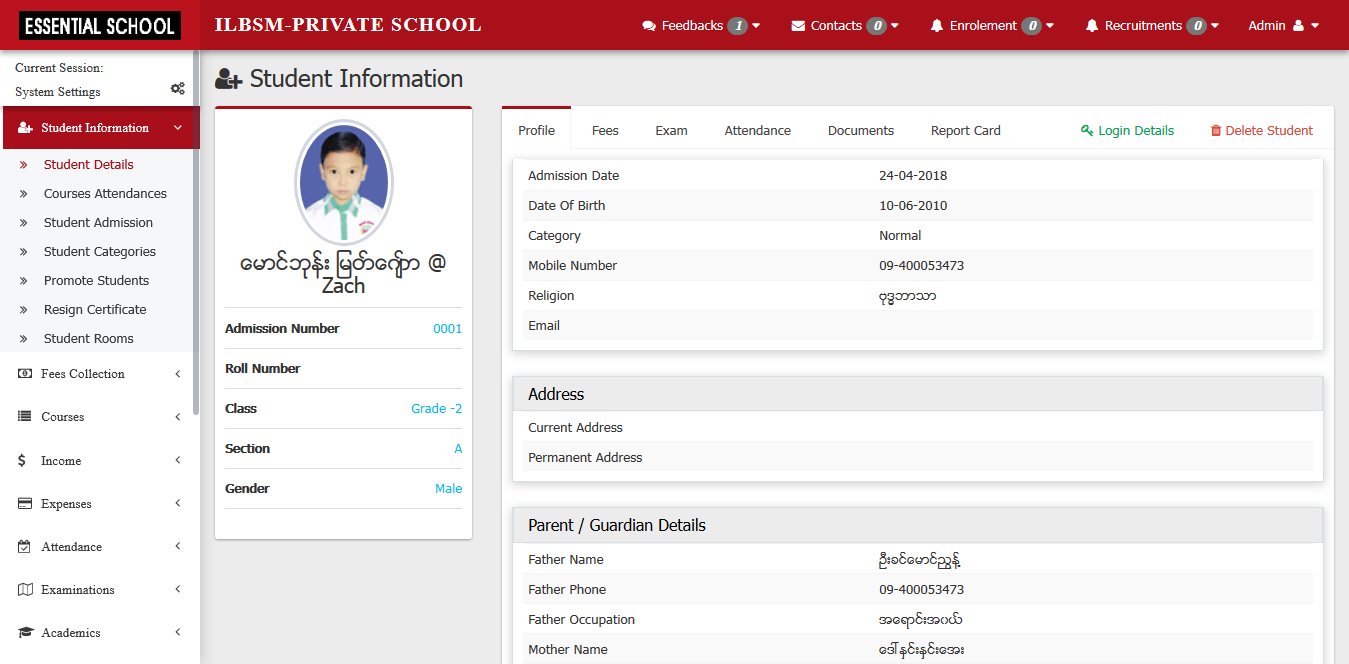 ESSENTIAL SCHOOL
ILBSM-PRIVATE SCHOOL
Feedbacks 1
Contacts 0
Enrolement 0
Recruitments 0
Admin
Current Session:
System Settings
Student Information
Student Details
Courses Attendances
Student Admission
Student Categories
Promote Students
Resign Certificate
Student Rooms
Fees Collection
Courses
Income
Expenses
Attendance
Examinations
Academics
Student Information
မောင်ဘုန်း မြတ်ကျော် @
Zach
Admission Number 0001
Roll Number
Class Grade -2
Section A
Gender Male
Profile Fees Exam Attendance Documents Report Card Login Details Delete Student
Admission Date 24-04-2018
Date Of Birth 10-06-2010
Category Normal
Mobile Number 09-400053473
Religion ဗုဒ္ဓဘာသာ
Email
Address
Current Address
Permanent Address
Parent / Guardian Details
Father Name ဦးခင်မောင်ညွန့်
Father Phone 09-400053473
Father Occupation အရောင်းအဝယ်
Mother Name ဒေါ်နှင်းနှင်းအေး